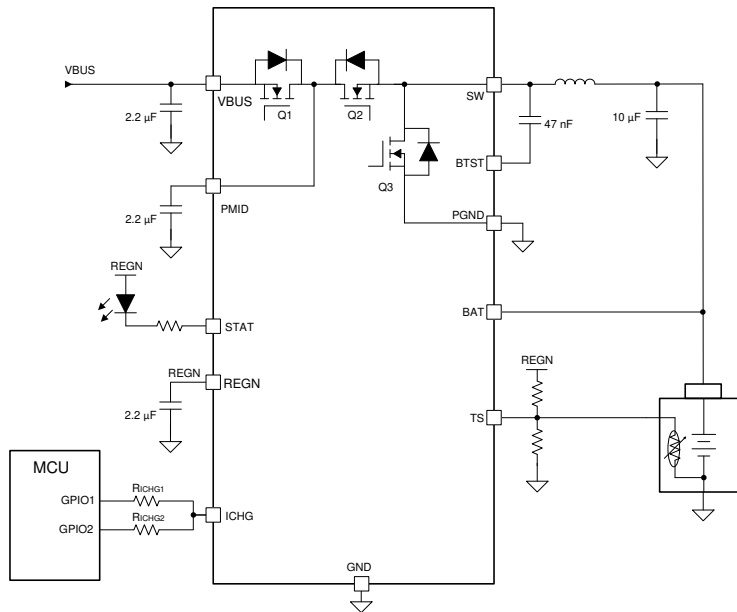 VBUS
2.2 µF
VBUS
Q1
Q2
SW
47 nF
10 µF
BTST
Q3
2.2 µF
PMID
PGND
REGN
STAT
BAT
REGN
REGN
2.2 µF
REGN
TS
MCU
GPIO1
RICHG1
GPIO2
RICHG2
ICHG
GND